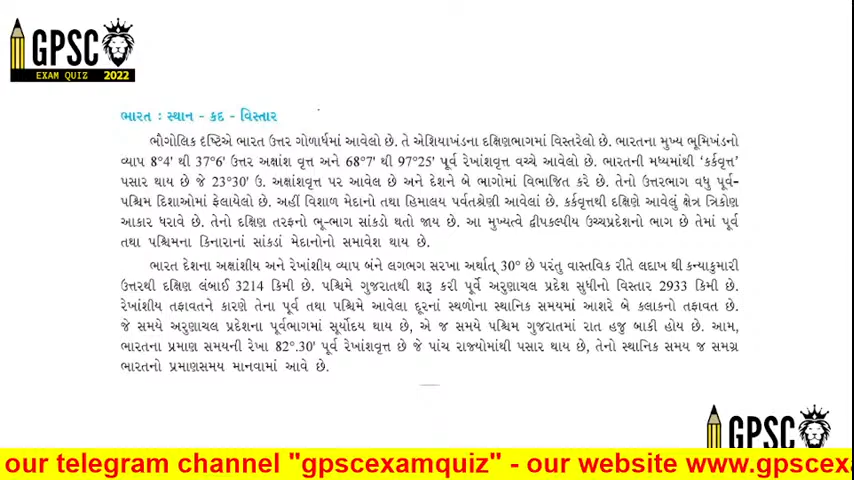 GPSC
EXAM QUIZ 2022
ભારત : સ્થાન - કદ - વિસ્તાર
ભૌગોલિક દૃષ્ટિએ ભારત ઉત્તર ગોળાર્ધમાં આવેલો છે. તે એશિયાખંડના દક્ષિણભાગમાં વિસ્તરેલો છે. ભારતના મુખ્ય ભૂમિખંડનો
વ્યાપ 8°4' થી 37°6' ઉત્તર અક્ષાંશ વૃત્ત અને 68°7' થી 97°25' પૂર્વ રેખાંશવૃત્ત વચ્ચે આવેલો છે. ભારતની મધ્યમાંથી ‘કર્કવૃત્ત’
પસાર થાય છે જે 23°30' ઉ. અક્ષાંશવૃત્ત પર આવેલ છે અને દેશને બે ભાગોમાં વિભાજિત કરે છે. તેનો ઉત્તરભાગ વધુ પૂર્વ-
પશ્ચિમ દિશાઓમાં ફેલાયેલો છે. અહીં વિશાળ મેદાનો તથા હિમાલય પર્વતશ્રેણી આવેલાં છે. કર્કવૃત્તથી દક્ષિણે આવેલું ક્ષેત્ર ત્રિકોણ
આકાર ધરાવે છે. તેનો દક્ષિણ તરફનો ભૂ-ભાગ સાંકડો થતો જાય છે. આ મુખ્યત્વે દ્વીપકલ્પીય ઉચ્ચપ્રદેશનો ભાગ છે તેમાં પૂર્વ
તથા પશ્ચિમના કિનારાનાં સાંકડાં મેદાનોનો સમાવેશ થાય છે.
ભારત દેશના અક્ષાંશીય અને રેખાંશીય વ્યાપ બંને લગભગ સરખા અર્થાત્ 30° છે પરંતુ વાસ્તવિક રીતે લદાખ થી કન્યાકુમારી
ઉત્તરથી દક્ષિણ લંબાઈ 3214 કિમી છે. પશ્ચિમે ગુજરાતથી શરૂ કરી પૂર્વે અરુણાચલ પ્રદેશ સુધીનો વિસ્તાર 2933 કિમી છે.
રેખાંશીય તફાવતને કારણે તેના પૂર્વ તથા પશ્ચિમે આવેલા દૂરનાં સ્થળોના સ્થાનિક સમયમાં આશરે બે કલાકનો તફાવત છે.
જે સમયે અરુણાચલ પ્રદેશના પૂર્વભાગમાં સૂર્યોદય થાય છે, એ જ સમયે પશ્ચિમ ગુજરાતમાં રાત હજુ બાકી હોય છે. આમ,
ભારતના પ્રમાણ સમયની રેખા 82°.30' પૂર્વ રેખાંશવૃત્ત છે જે પાંચ રાજ્યોમાંથી પસાર થાય છે, તેનો સ્થાનિક સમય જ સમગ્ર
ભારતનો પ્રમાણસમય માનવામાં આવે છે.
GPSC
our telegram channel "gpscexamquiz" - our website www.gpscexa